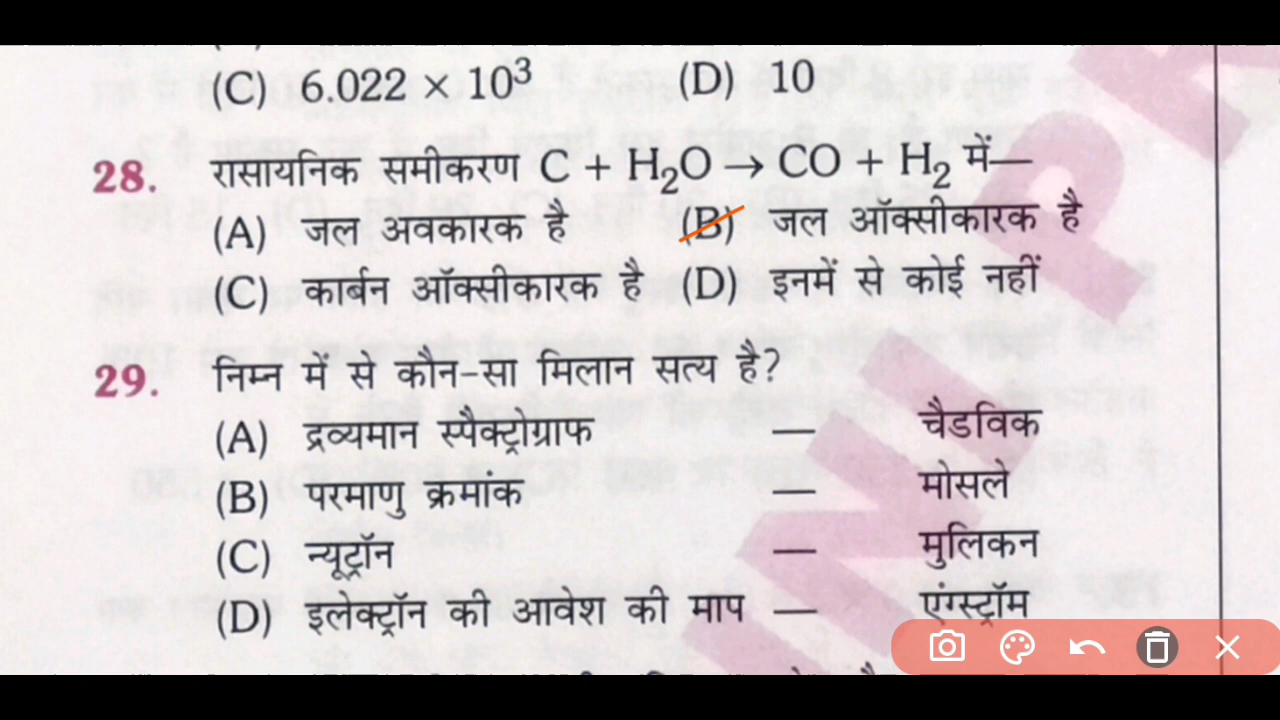 (C) 6.022 × 10³ (D) 10
28. रासायनिक समीकरण C + H₂O → CO + H₂ में—
(A) जल अवकारक है (B) जल ऑक्सीकारक है
(C) कार्बन ऑक्सीकारक है (D) इनमें से कोई नहीं
29. निम्न में से कौन-सा मिलान सत्य है?
(A) द्रव्यमान स्पैक्ट्रोग्राफ — चैडविक
(B) परमाणु क्रमांक — मोसले
(C) न्यूट्रॉन — मुलिकन
(D) इलेक्ट्रॉन की आवेश की माप — एंग्स्ट्रॉम